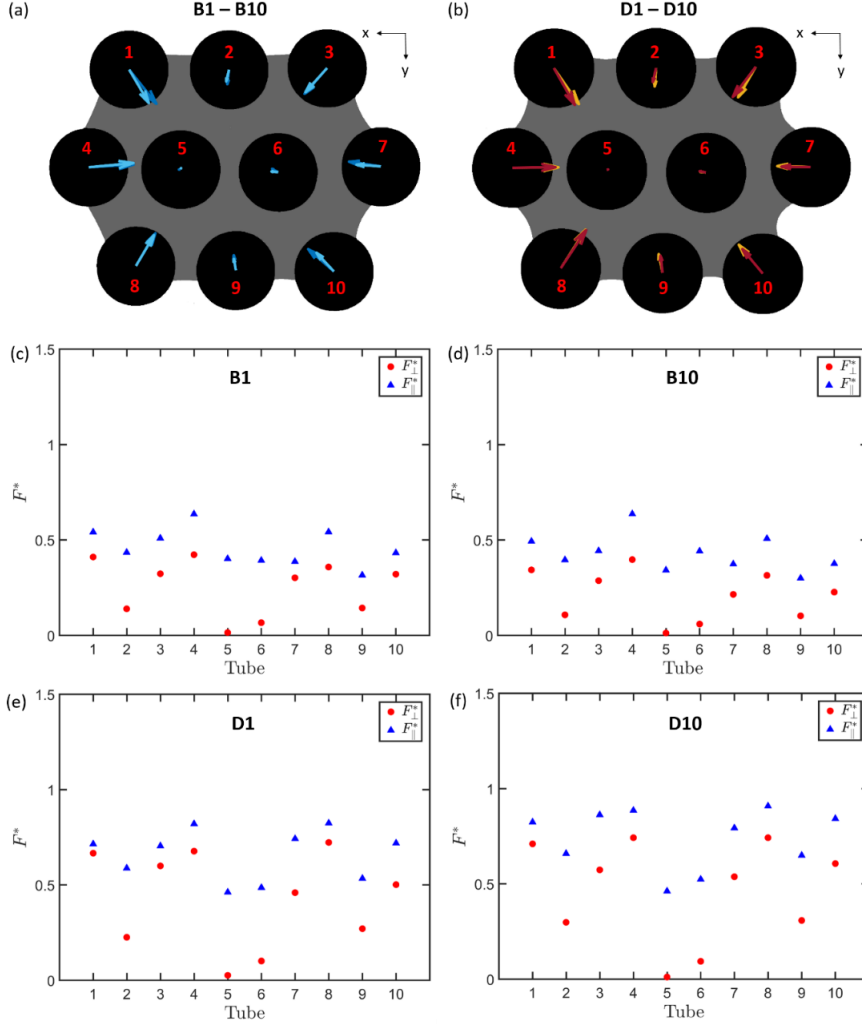 (a) B1 – B10
x
y
1 2 3
4 5 6 7
8 9 10
(b) D1 – D10
x
y
1 2 3
4 5 6 7
8 9 10
(c) B1
F*⊥
F*∥
1.5
1
0.5
0
F*
1 2 3 4 5 6 7 8 9 10
Tube
(d) B10
F*⊥
F*∥
1.5
1
0.5
0
F*
1 2 3 4 5 6 7 8 9 10
Tube
(e) D1
F*⊥
F*∥
1.5
1
0.5
0
F*
1 2 3 4 5 6 7 8 9 10
Tube
(f) D10
F*⊥
F*∥
1.5
1
0.5
0
F*
1 2 3 4 5 6 7 8 9 10
Tube